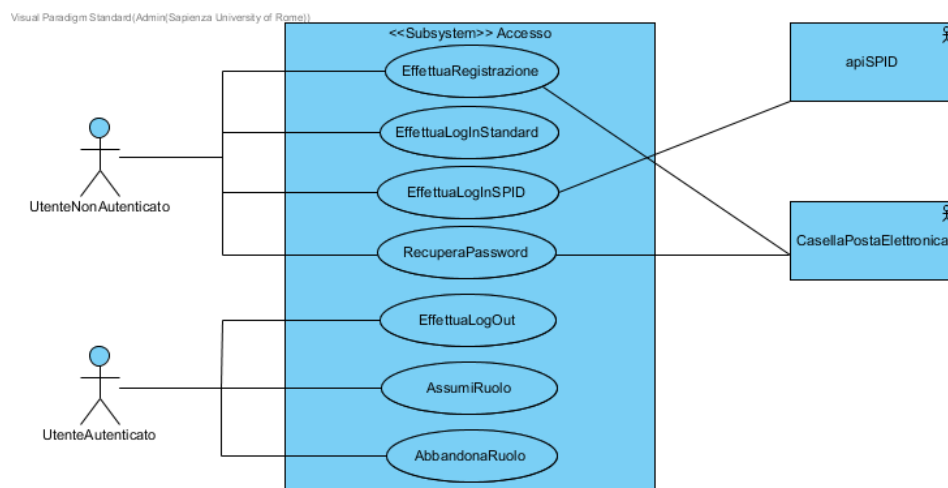 Visual Paradigm Standard(Admin(Sapienza University of Rome))
<<Subsystem>> Accesso
EffettuaRegistrazione
apiSPID
EffettuaLogInStandard
UtenteNonAutenticato
EffettuaLogInSPID
CasellaPostaElettronica
RecuperaPassword
EffettuaLogOut
AssumiRuolo
UtenteAutenticato
AbbandonaRuolo